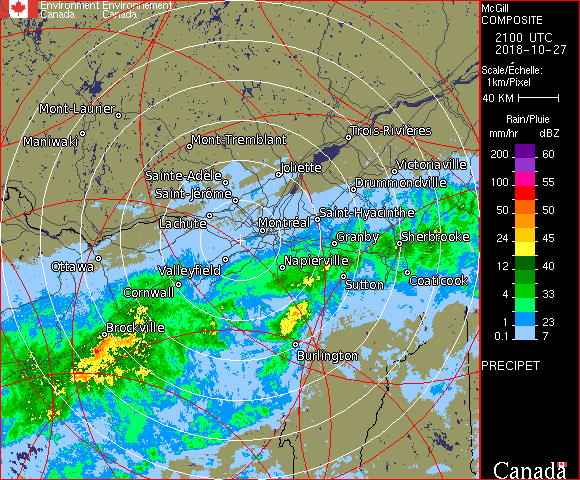 Environment Environnement
Canada Canada
McGill
COMPOSITE
2100 UTC
2018-10-27
Scale/Échelle:
1km/Pixel
40 KM
Rain/Pluie
mm/hr dBZ
200 60
100 55
50 50
24 45
12 40
4 33
1 23
0.1 7
PRECIPET
Canada
Mont-Laurier
Maniwaki
Mont-Tremblant
Trois-Rivières
Joliette
Victoriaville
Sainte-Adèle
Drummondville
Saint-Jérôme
Saint-Hyacinthe
Lachute
Montréal
Granby
Sherbrooke
Ottawa
Valleyfield
Napierville
Coaticook
Sutton
Cornwall
Brockville
Burlington